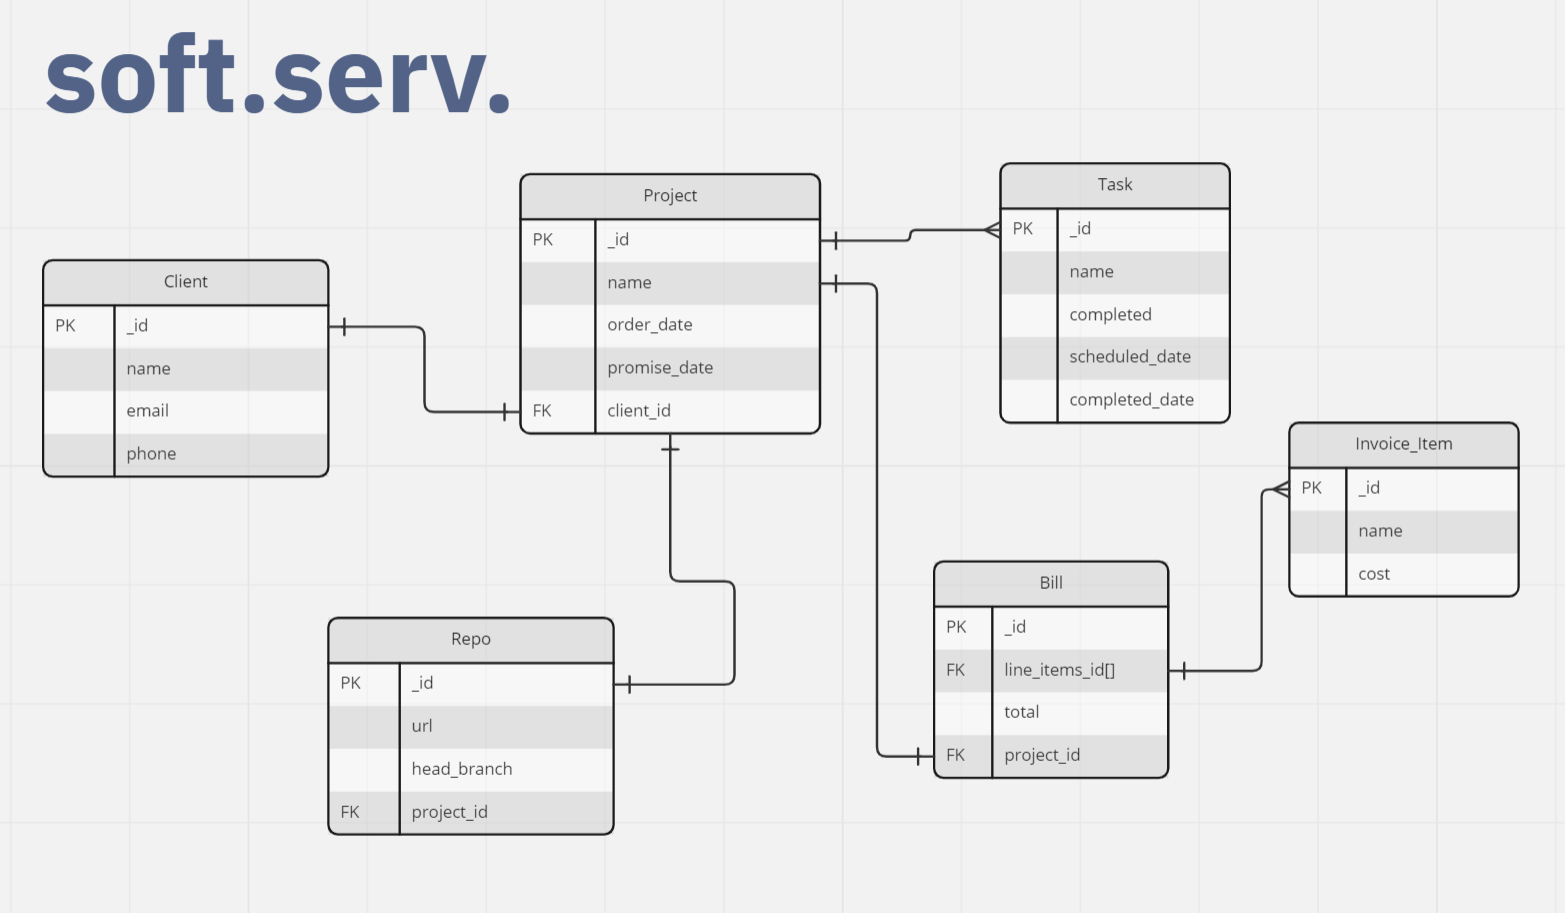 soft.serv.
Client
PK _id
name
email
phone
Project
PK _id
name
order_date
promise_date
FK client_id
Task
PK _id
name
completed
scheduled_date
completed_date
Invoice_Item
PK _id
name
cost
Bill
PK _id
FK line_items_id[]
total
FK project_id
Repo
PK _id
url
head_branch
FK project_id